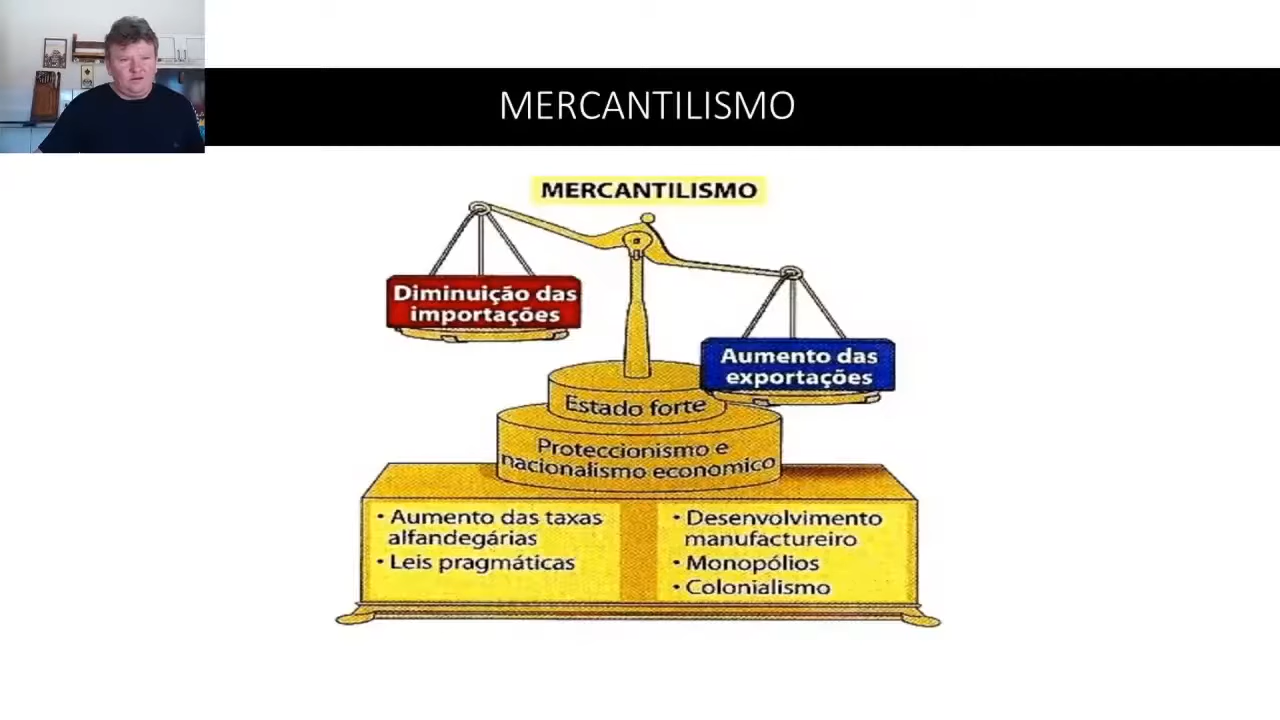 MERCANTILISMO
MERCANTILISMO
Diminuição das
importações
Aumento das
exportações
Estado forte
Proteccionismo e
nacionalismo economico
• Aumento das taxas
alfandegárias
• Leis pragmáticas
• Desenvolvimento
manufactureiro
• Monopólios
• Colonialismo